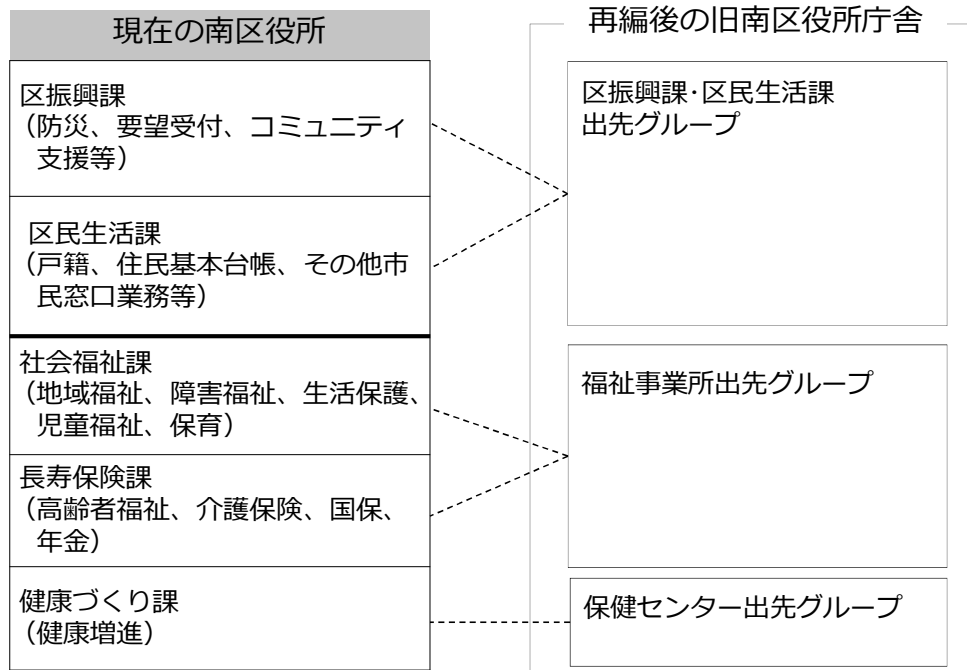 現在の南区役所
区振興課
（防災、要望受付、コミュニティ
支援等）
区民生活課
（戸籍、住民基本台帳、その他市
民窓口業務等）
社会福祉課
（地域福祉、障害福祉、生活保護、
児童福祉、保育）
長寿保険課
（高齢者福祉、介護保険、国保、
年金）
健康づくり課
（健康増進）
再編後の旧南区役所庁舎
区振興課･区民生活課
出先グループ
福祉事業所出先グループ
保健センター出先グループ